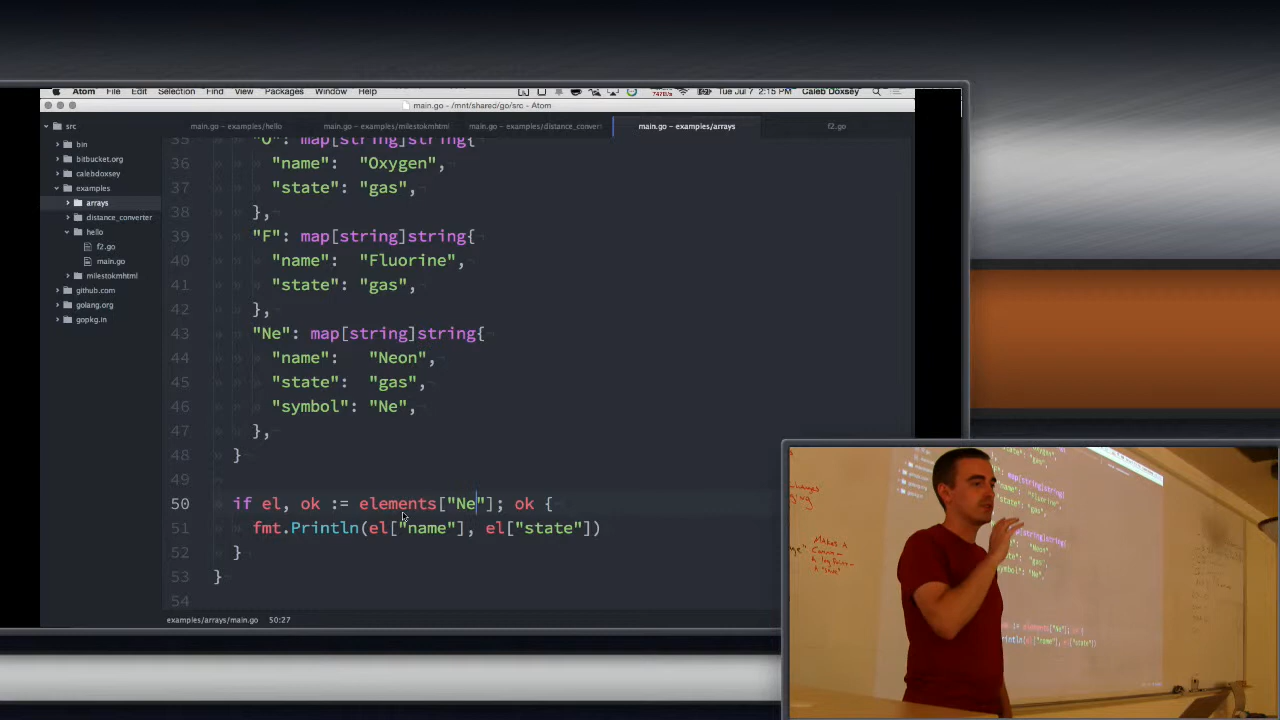 Atom File Edit Selection Find View Packages Window Help Tue Jul 7 2:15 PM Caleb Doxsey
main.go - /mnt/shared/go/src - Atom
src
bin
bitbucket.org
calebdoxsey
examples
arrays
distance_converter
hello
f2.go
main.go
milestokmhtml
github.com
golang.org
gopkg.in
main.go - examples/hello
main.go - examples/milestokmhtml
main.go - examples/distance_convert
main.go - examples/arrays
f2.go
35 "O": map[string]string{
36 "name": "Oxygen",
37 "state": "gas",
38 },
39 "F": map[string]string{
40 "name": "Fluorine",
41 "state": "gas",
42 },
43 "Ne": map[string]string{
44 "name": "Neon",
45 "state": "gas",
46 "symbol": "Ne",
47 },
48 }
49
50 if el, ok := elements["Ne"]; ok {
51 fmt.Println(el["name"], el["state"])
52 }
53 }
54
examples/arrays/main.go 50:27